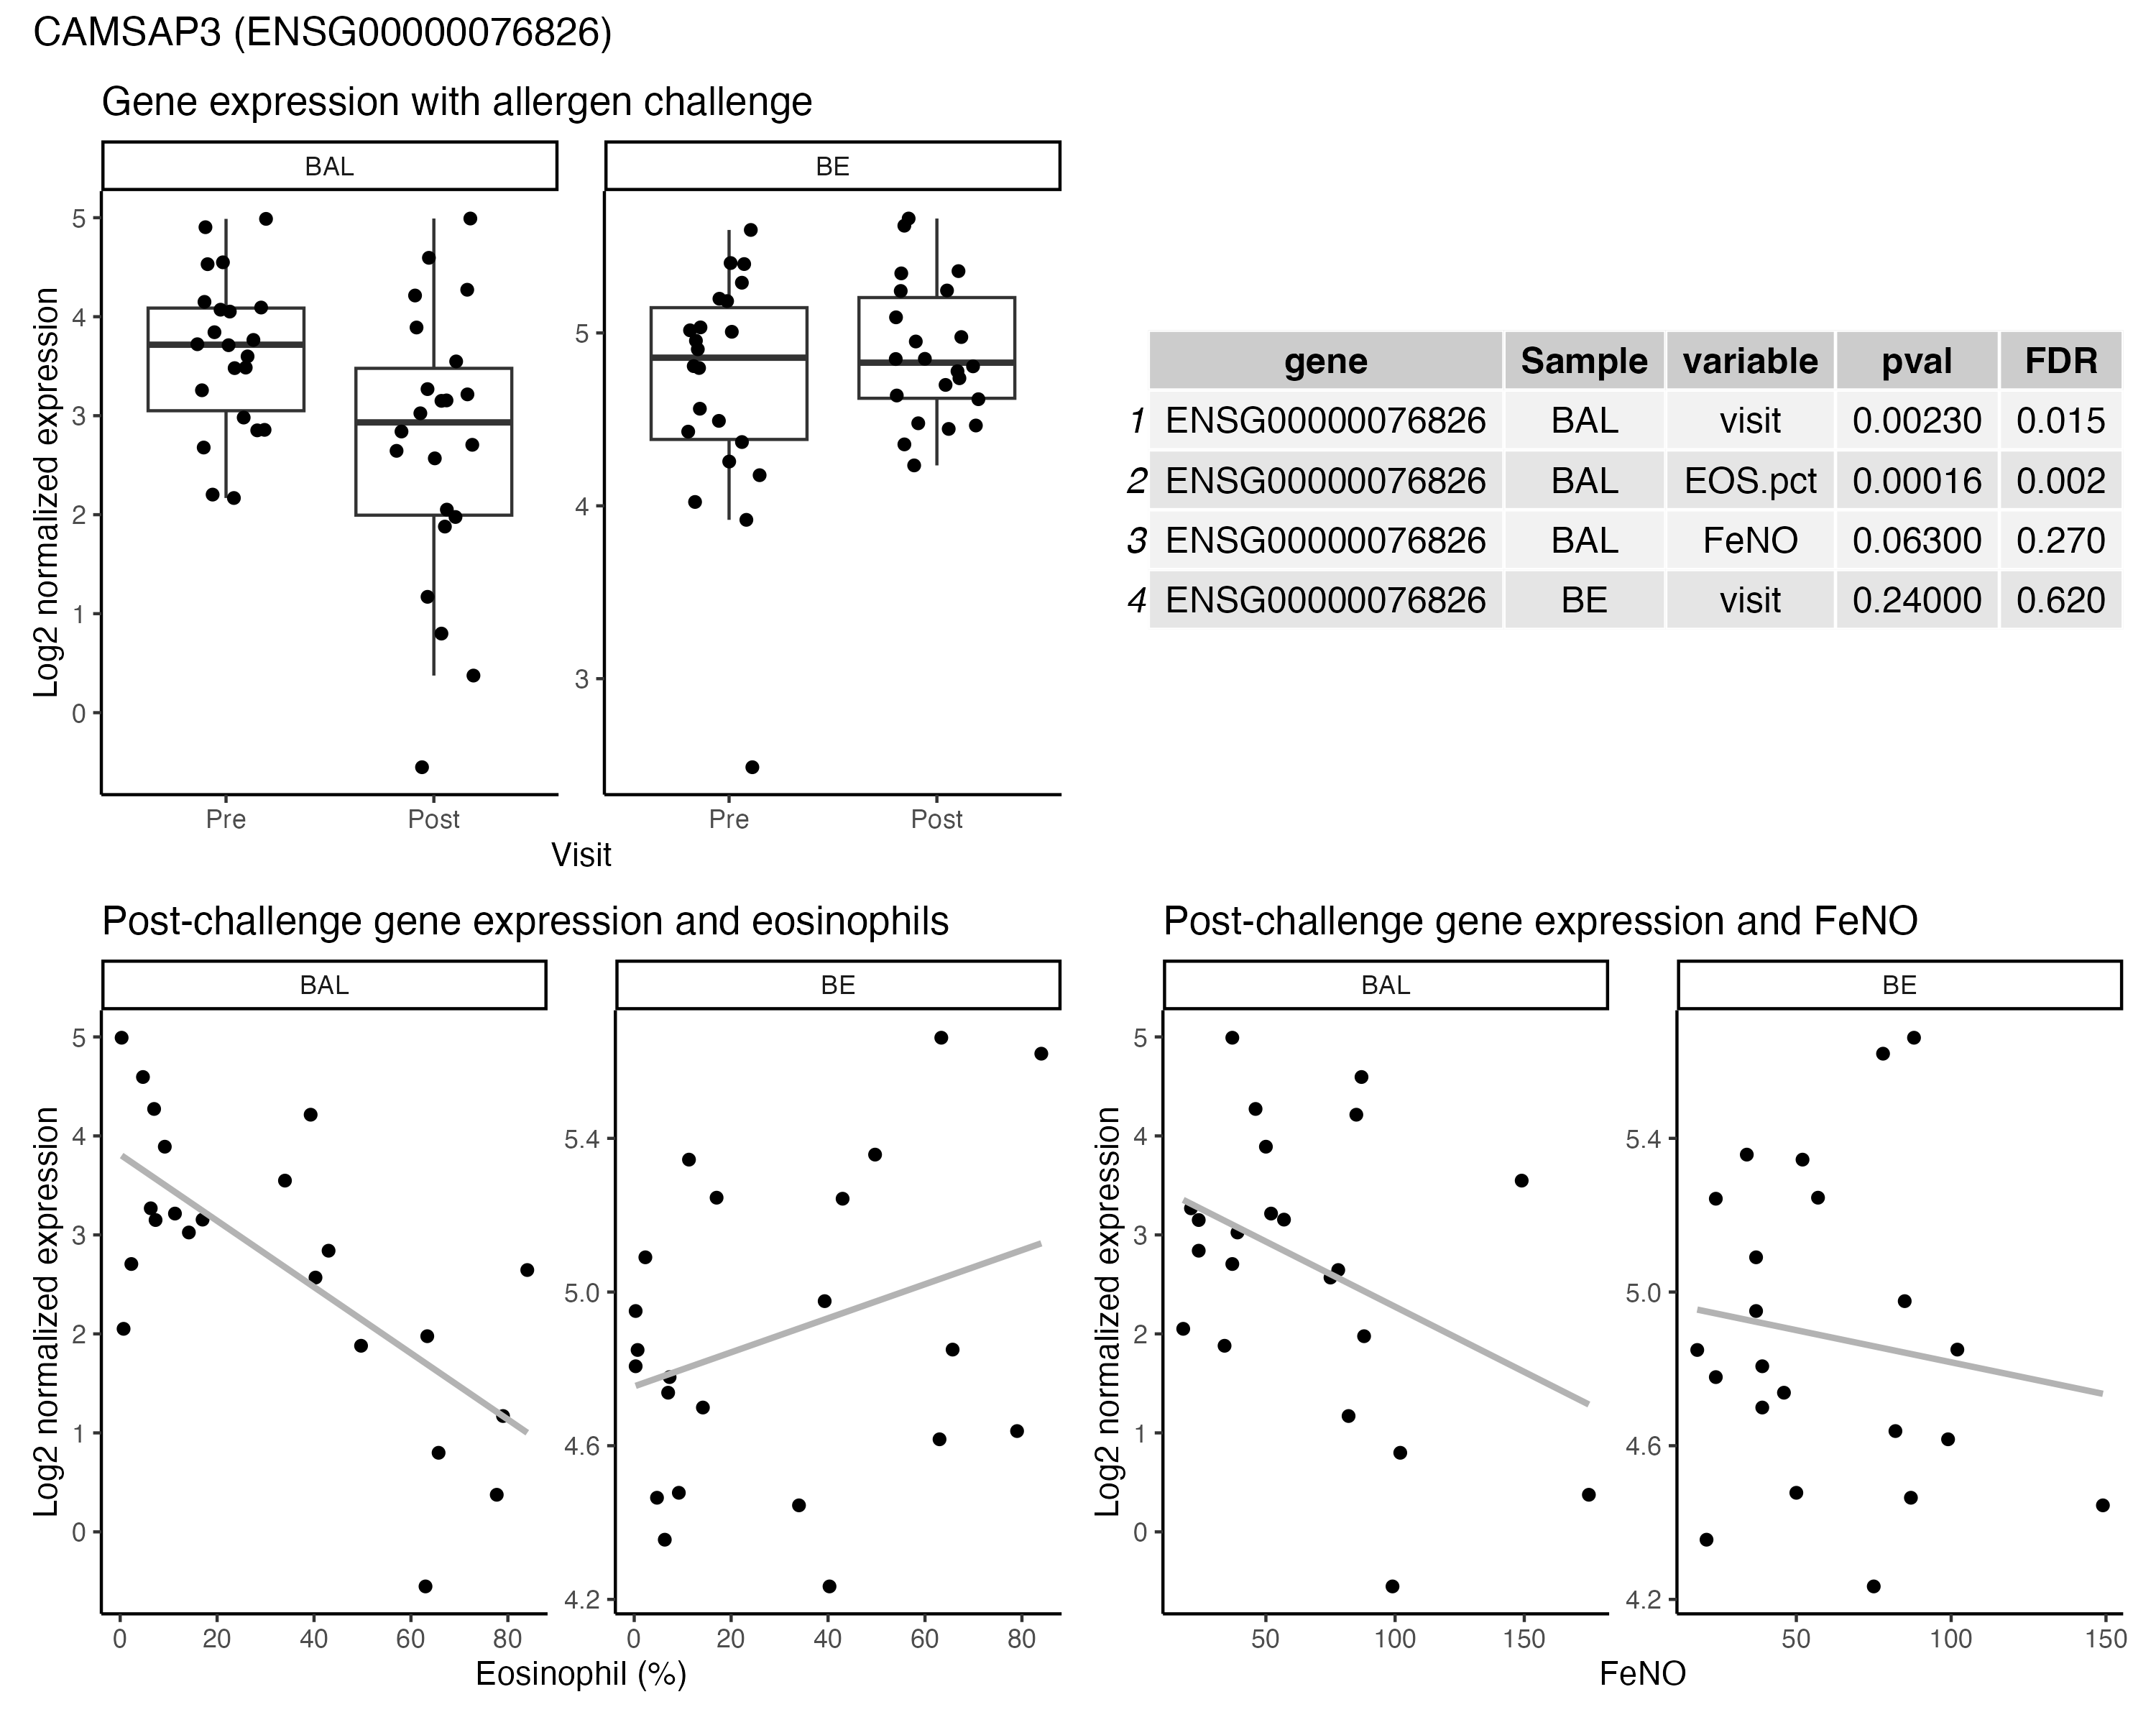 CAMSAP3 (ENSG00000076826)
Gene expression with allergen challenge
BAL BE
Log2 normalized expression
5
4
3
2
1
0
5
4
3
Pre Post Pre Post
Visit
gene Sample variable pval FDR
1 ENSG00000076826 BAL visit 0.00230 0.015
2 ENSG00000076826 BAL EOS.pct 0.00016 0.002
3 ENSG00000076826 BAL FeNO 0.06300 0.270
4 ENSG00000076826 BE visit 0.24000 0.620
Post-challenge gene expression and eosinophils
BAL BE
Log2 normalized expression
5
4
3
2
1
0
5.4
5.0
4.6
4.2
0 20 40 60 80 0 20 40 60 80
Eosinophil (%)
Post-challenge gene expression and FeNO
BAL BE
Log2 normalized expression
5
4
3
2
1
0
5.4
5.0
4.6
4.2
50 100 150 50 100 150
FeNO